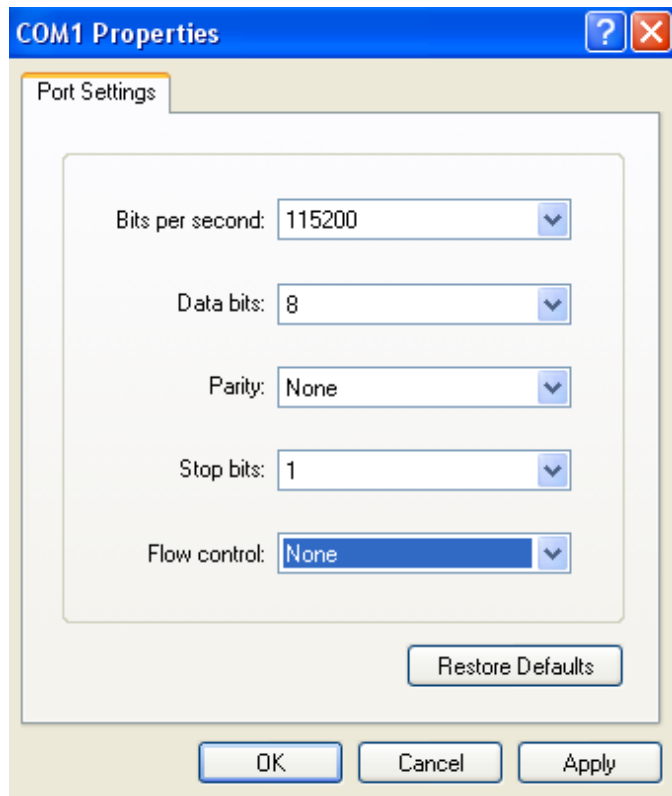 COM1 Properties
Port Settings
Bits per second: 115200
Data bits: 8
Parity: None
Stop bits: 1
Flow control: None
Restore Defaults
OK Cancel Apply